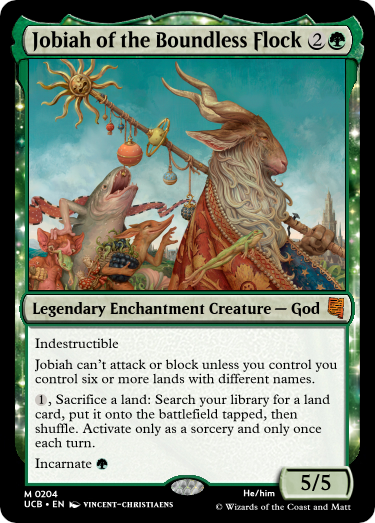 Jobiah of the Boundless Flock 2
Legendary Enchantment Creature — God
Indestructible
Jobiah can't attack or block unless you control you
control six or more lands with different names.
1, Sacrifice a land: Search your library for a land
card, put it onto the battlefield tapped, then
shuffle. Activate only as a sorcery and only once
each turn.
Incarnate
5/5
M 0204
He/him
UCB • EN VINCENT-CHRISTIAENS
© Wizards of the Coast and Matt